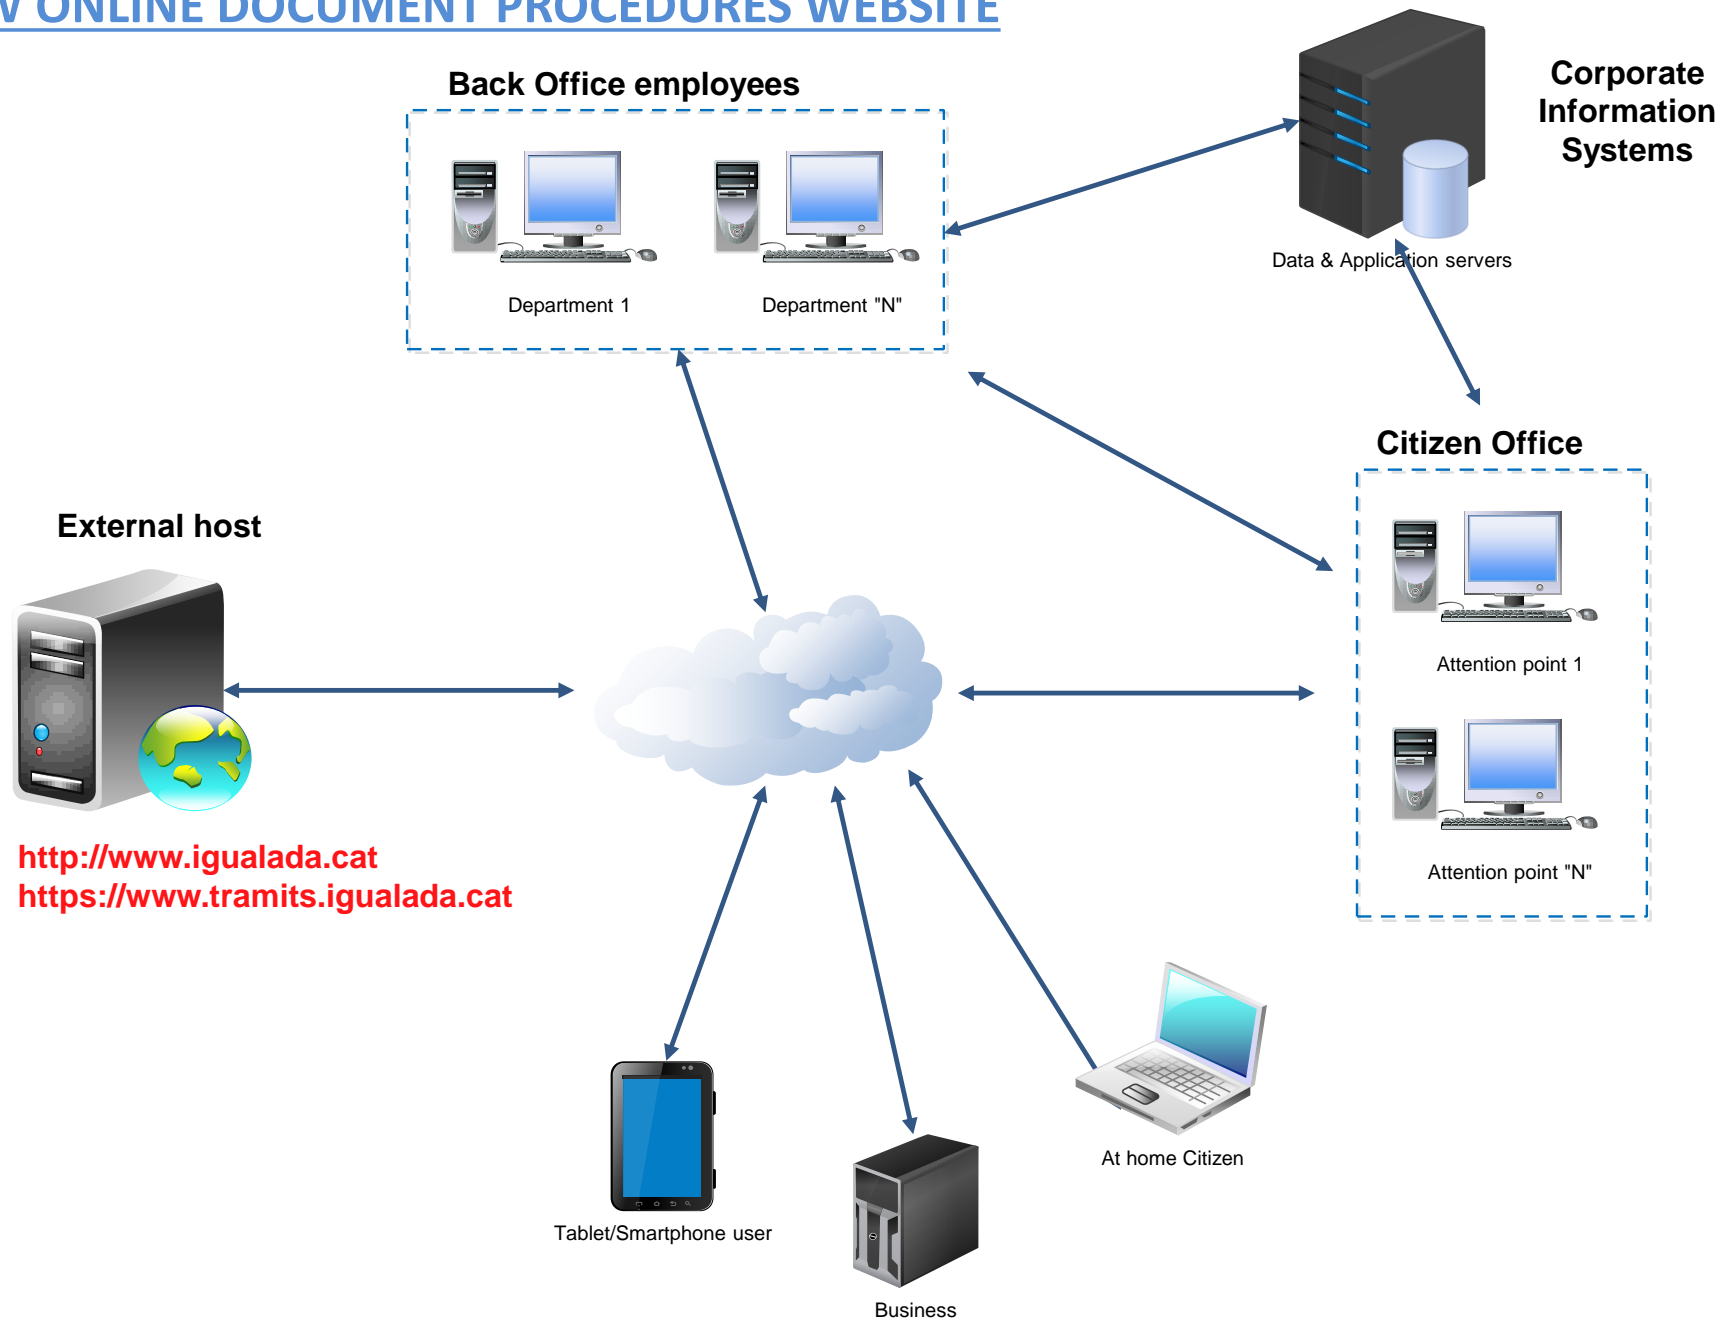 ONLINE DOCUMENT PROCEDURES WEBSITE
Back Office employees
Corporate
Information
Systems
Department 1
Department "N"
Data & Application servers
Citizen Office
External host
Attention point 1
http://www.igualada.cat
https://www.tramits.igualada.cat
Attention point "N"
At home Citizen
Tablet/Smartphone user
Business